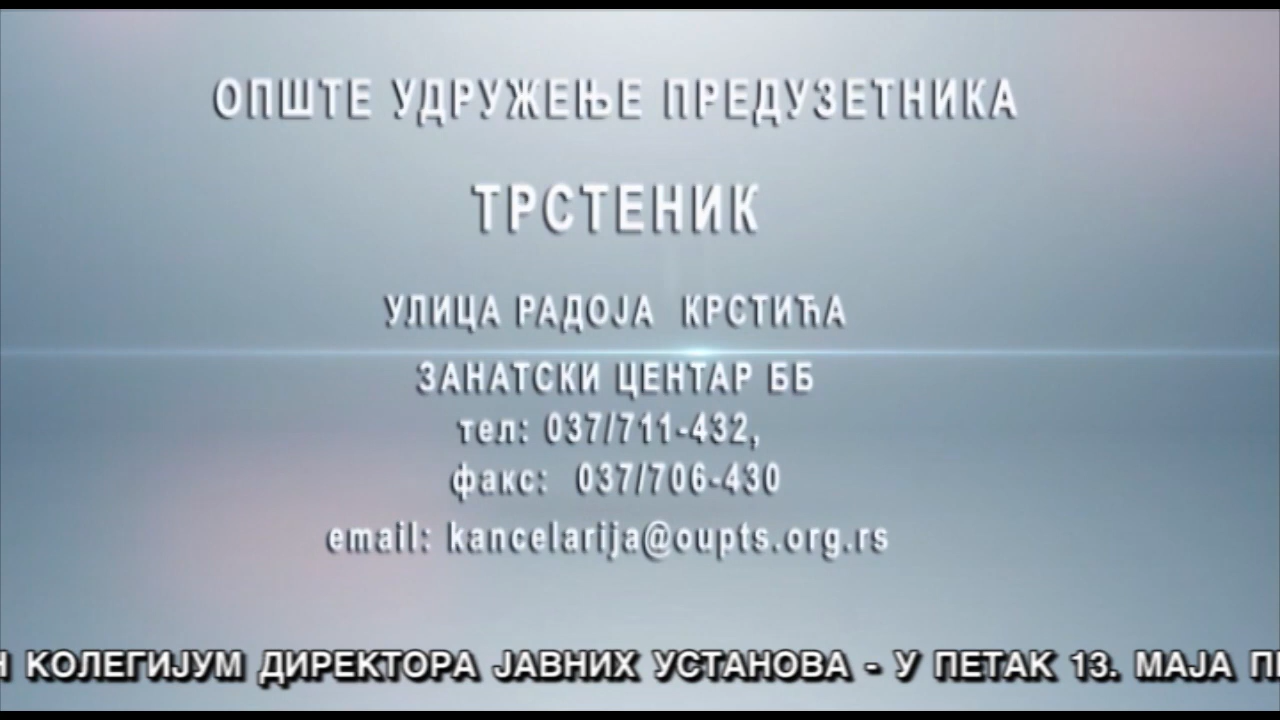 ОПШТЕ УДРУЖЕЊЕ ПРЕДУЗЕТНИКА
ТРСТЕНИК
УЛИЦА РАДОЈА КРСТИЋА
ЗАНАТСКИ ЦЕНТАР ББ
тел: 037/711-432,
факс: 037/706-430
email: kancelarija@oupts.org.rs
КОЛЕГИЈУМ ДИРЕКТОРА ЈАВНИХ УСТАНОВА - У ПЕТАК 13. МАЈА